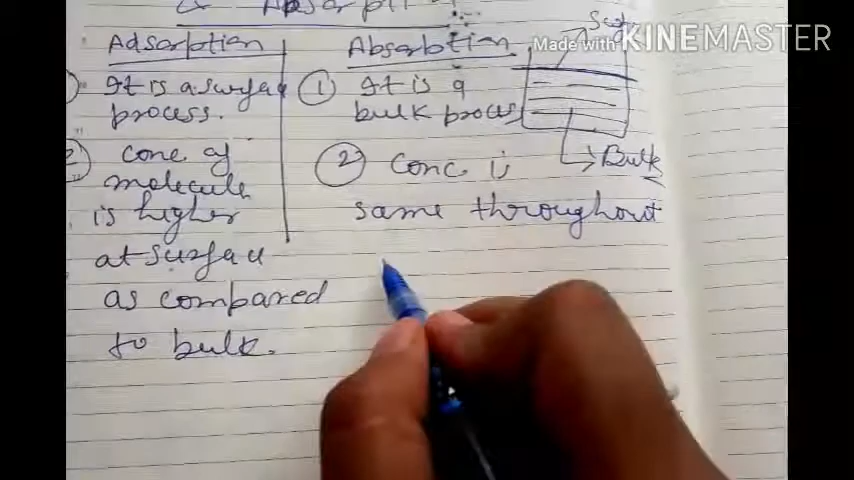 Adsorption
It is a surface
process.
2
conc of
molecule
is higher
at surface
as compared
to bulk.
Absorption
1 It is a
bulk process
2 Conc is
same throughout
Bulk
Made with KINEMASTER